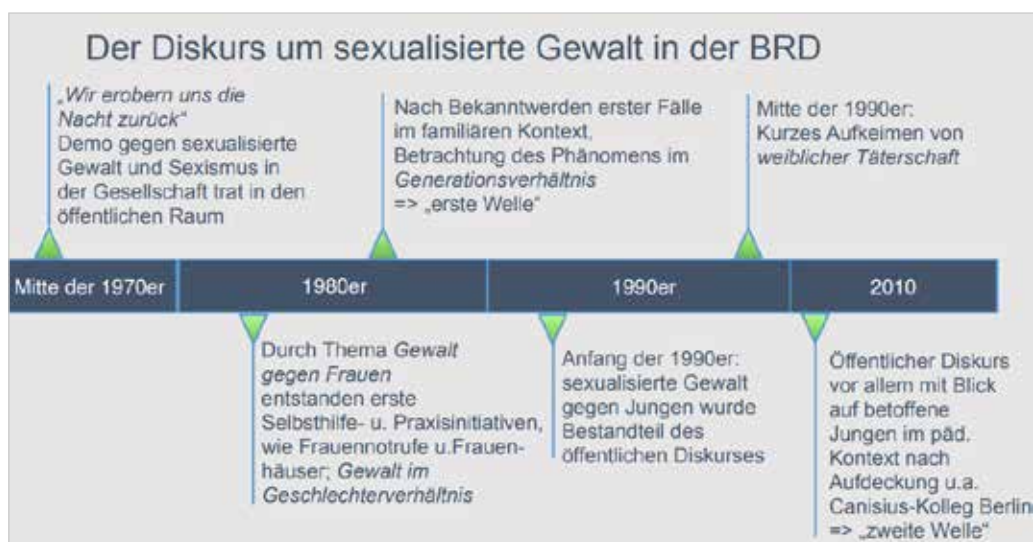 Der Diskurs um sexualisierte Gewalt in der BRD
„Wir erobern uns die
Nacht zurück“
Demo gegen sexualisierte
Gewalt und Sexismus in
der Gesellschaft trat in den
öffentlichen Raum
Nach Bekanntwerden erster Fälle
im familiären Kontext,
Betrachtung des Phänomens im
Generationsverhältnis
=> „erste Welle“
Mitte der 1990er:
Kurzes Aufkeimen von
weiblicher Täterschaft
Mitte der 1970er
1980er
1990er
2010
Durch Thema Gewalt
gegen Frauen
entstanden erste
Selbsthilfe- u. Praxisinitiativen,
wie Frauennotrufe u.Frauen-
häuser; Gewalt im
Geschlechterverhältnis
Anfang der 1990er:
sexualisierte Gewalt
gegen Jungen wurde
Bestandteil des
öffentlichen Diskurses
Öffentlicher Diskurs
vor allem mit Blick
auf betoffene
Jungen im päd.
Kontext nach
Aufdeckung u.a.
Canisius-Kolleg Berlin
=> „zweite Welle“